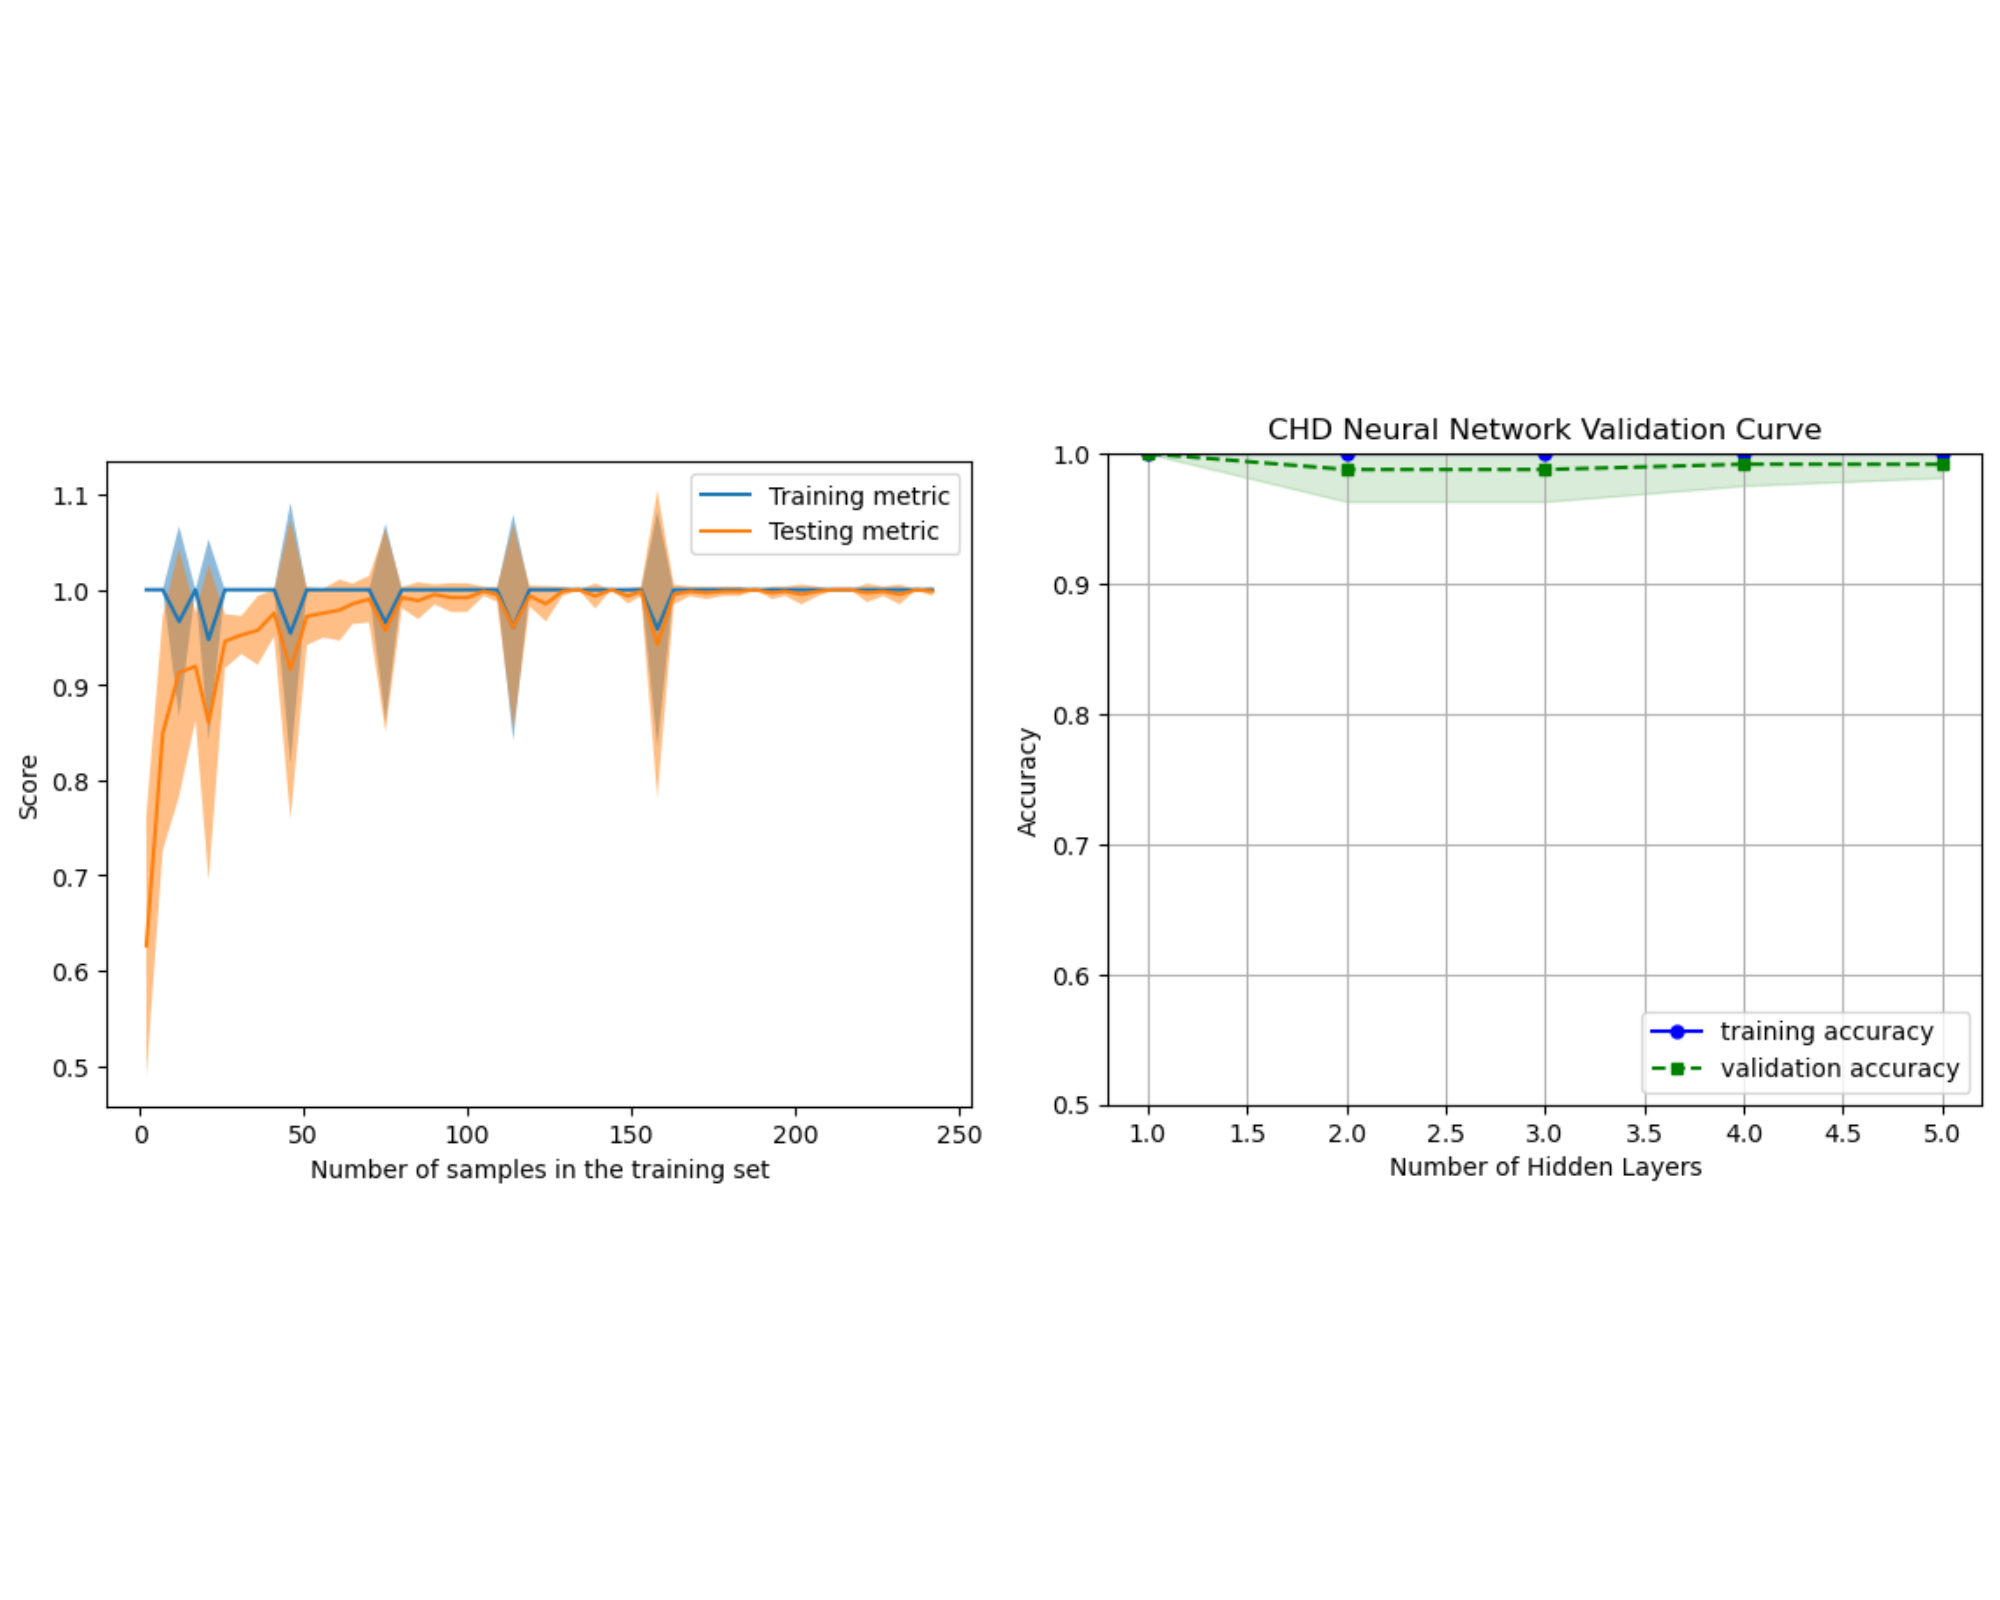 1.1
1.0
0.9
0.8
0.7
0.6
0.5
Score
Training metric
Testing metric
0 50 100 150 200 250
Number of samples in the training set
CHD Neural Network Validation Curve
1.0
0.9
0.8
0.7
0.6
0.5
Accuracy
training accuracy
validation accuracy
1.0 1.5 2.0 2.5 3.0 3.5 4.0 4.5 5.0
Number of Hidden Layers